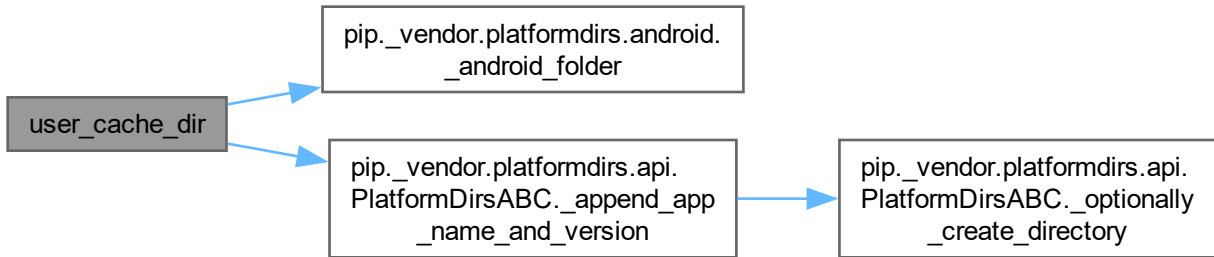 pip._vendor.platformdirs.android.
_android_folder
user_cache_dir
pip._vendor.platformdirs.api.
PlatformDirsABC._append_app
_name_and_version
pip._vendor.platformdirs.api.
PlatformDirsABC._optionally
_create_directory